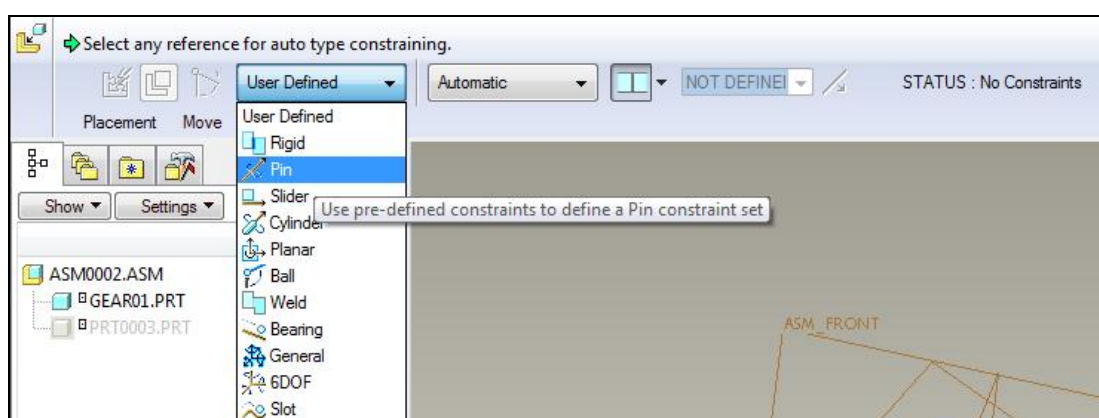 Select any reference for auto type constraining.
User Defined Automatic NOT DEFINEI STATUS : No Constraints
Placement Move
User Defined
Rigid
Pin
Slider
Use pre-defined constraints to define a Pin constraint set
Cylinder
Planar
Ball
Weld
Bearing
General
6DOF
Slot
Show Settings
ASM0002.ASM
GEAR01.PRT
PRT0003.PRT
ASM_FRONT